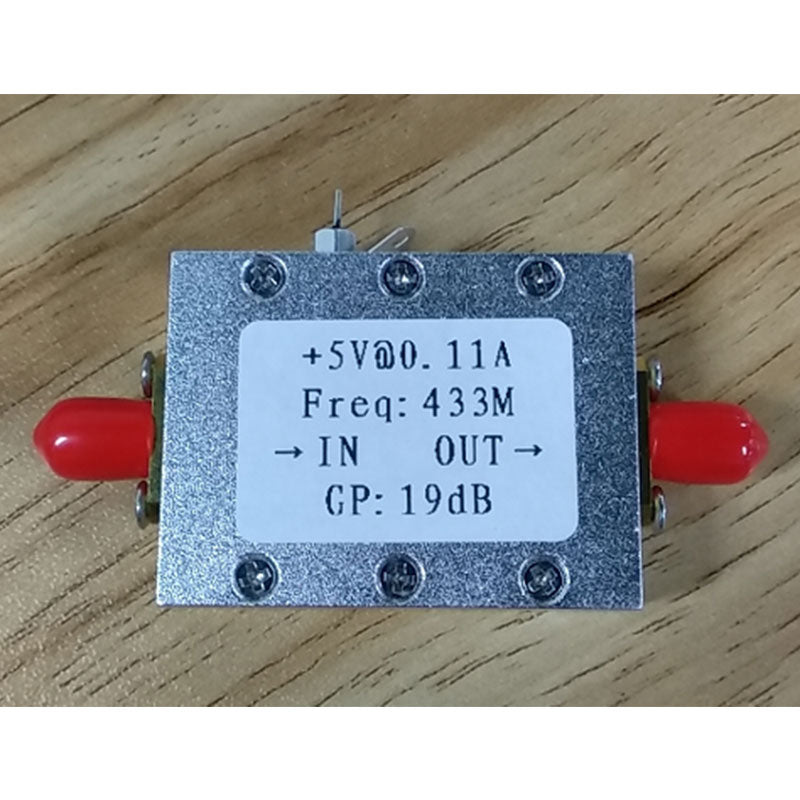 +5V@0.11A
Freq: 433M
→IN OUT→
GP: 19dB